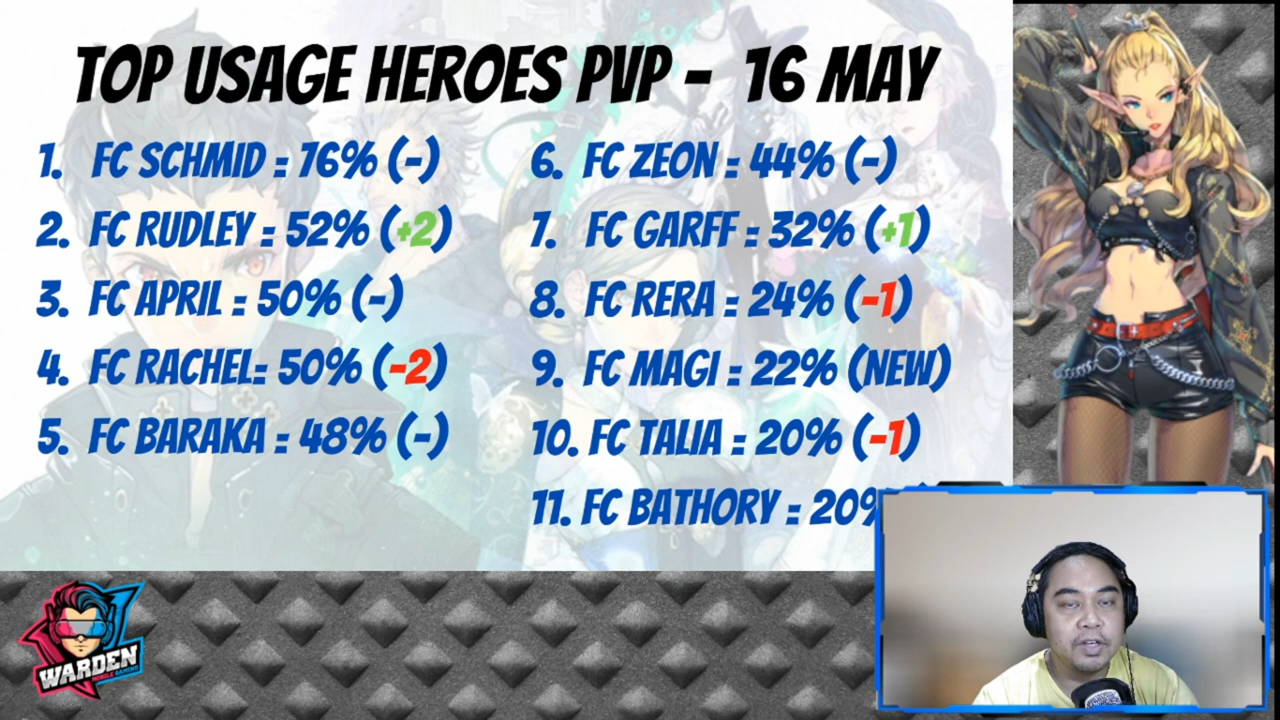 TOP USAGE HEROES PVP - 16 MAY
1. FC SCHMID = 76% (-)
2. FC RUDLEY = 52% (+2)
3. FC APRIL = 50% (-)
4. FC RACHEL= 50% (-2)
5. FC BARAKA = 48% (-)
6. FC ZEON = 44% (-)
7. FC GARFF = 32% (+1)
8. FC RERA = 24% (-1)
9. FC MAGI = 22% (NEW)
10. FC TALIA = 20% (-1)
11. FC BATHORY = 20%
WARDEN
MOBILE GAMING